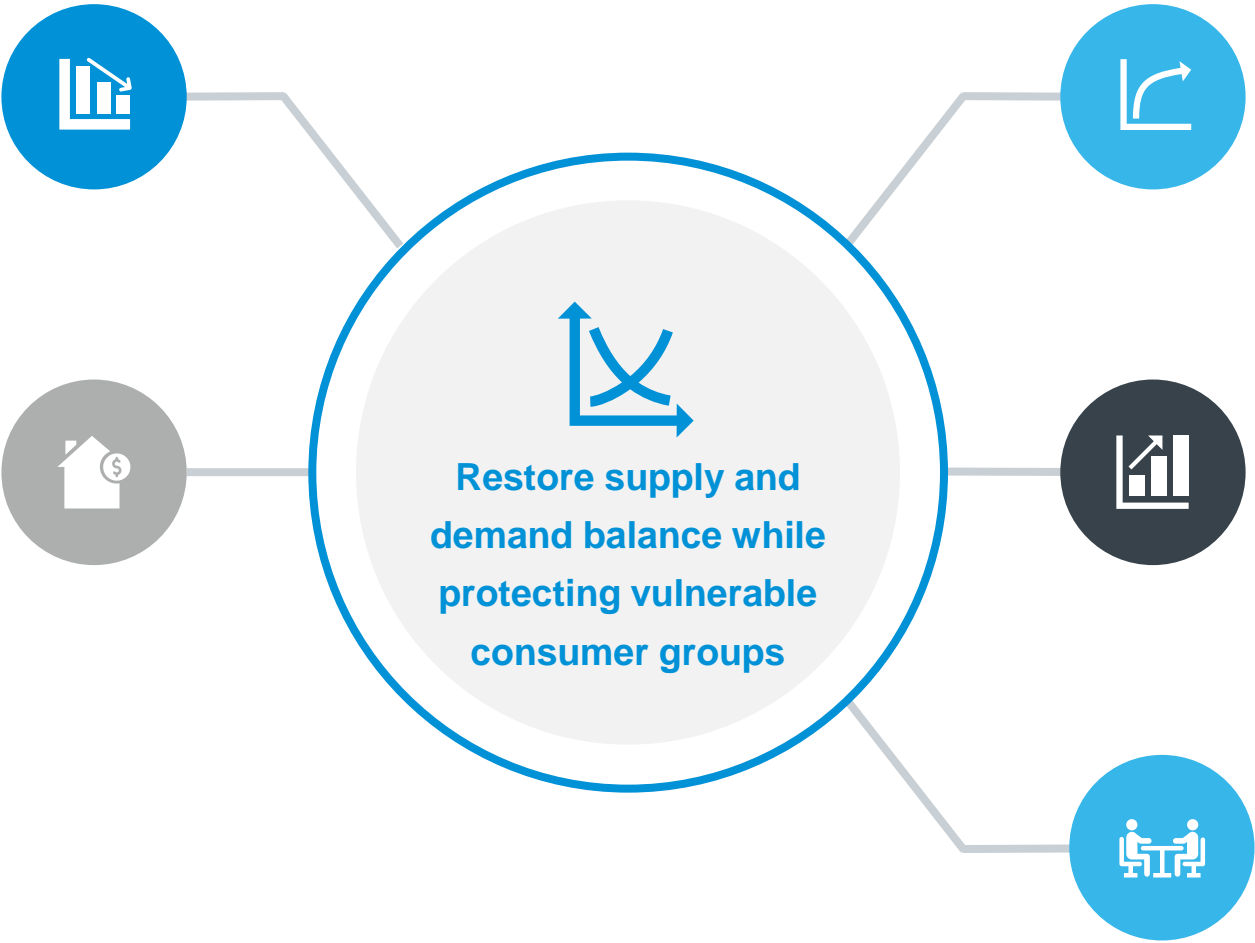 $
Restore supply and
demand balance while
protecting vulnerable
consumer groups